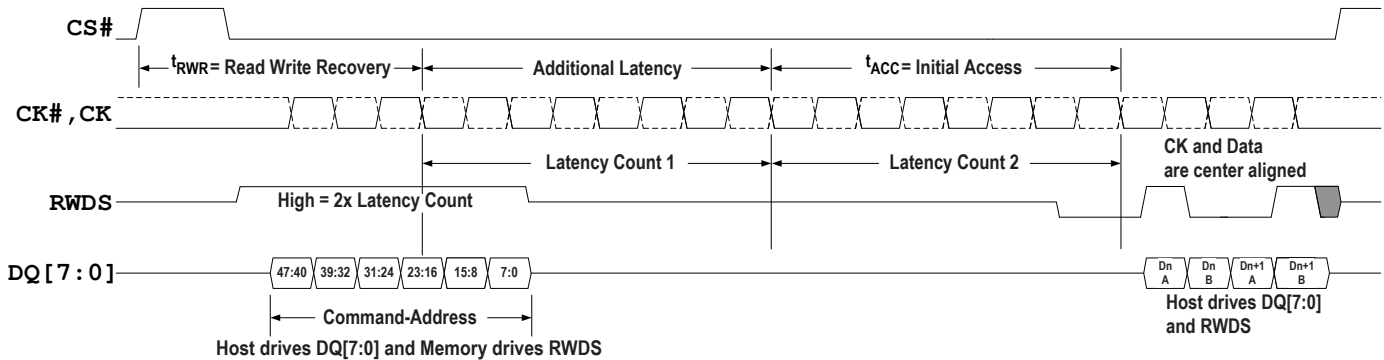 CS#
tRWR= Read Write Recovery
Additional Latency
tACC= Initial Access
CK#,CK
Latency Count 1
Latency Count 2
CK and Data
are center aligned
RWDS
High = 2x Latency Count
DQ[7:0]
47:40 39:32 31:24 23:16 15:8 7:0
Dn A
Dn B
Dn+1 A
Dn+1 B
Command-Address
Host drives DQ[7:0]
and RWDS
Host drives DQ[7:0] and Memory drives RWDS